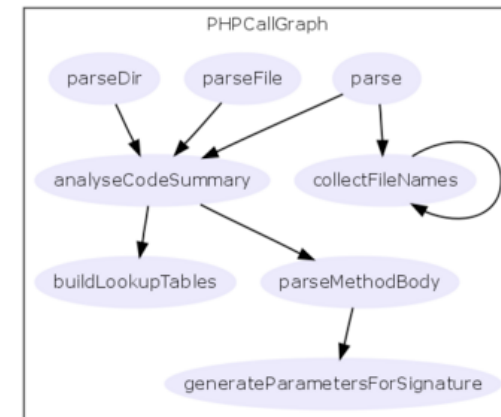 PHPCallGraph
parseDir
parseFile
parse
analyseCodeSummary
collectFileNames
buildLookupTables
parseMethodBody
generateParametersForSignature